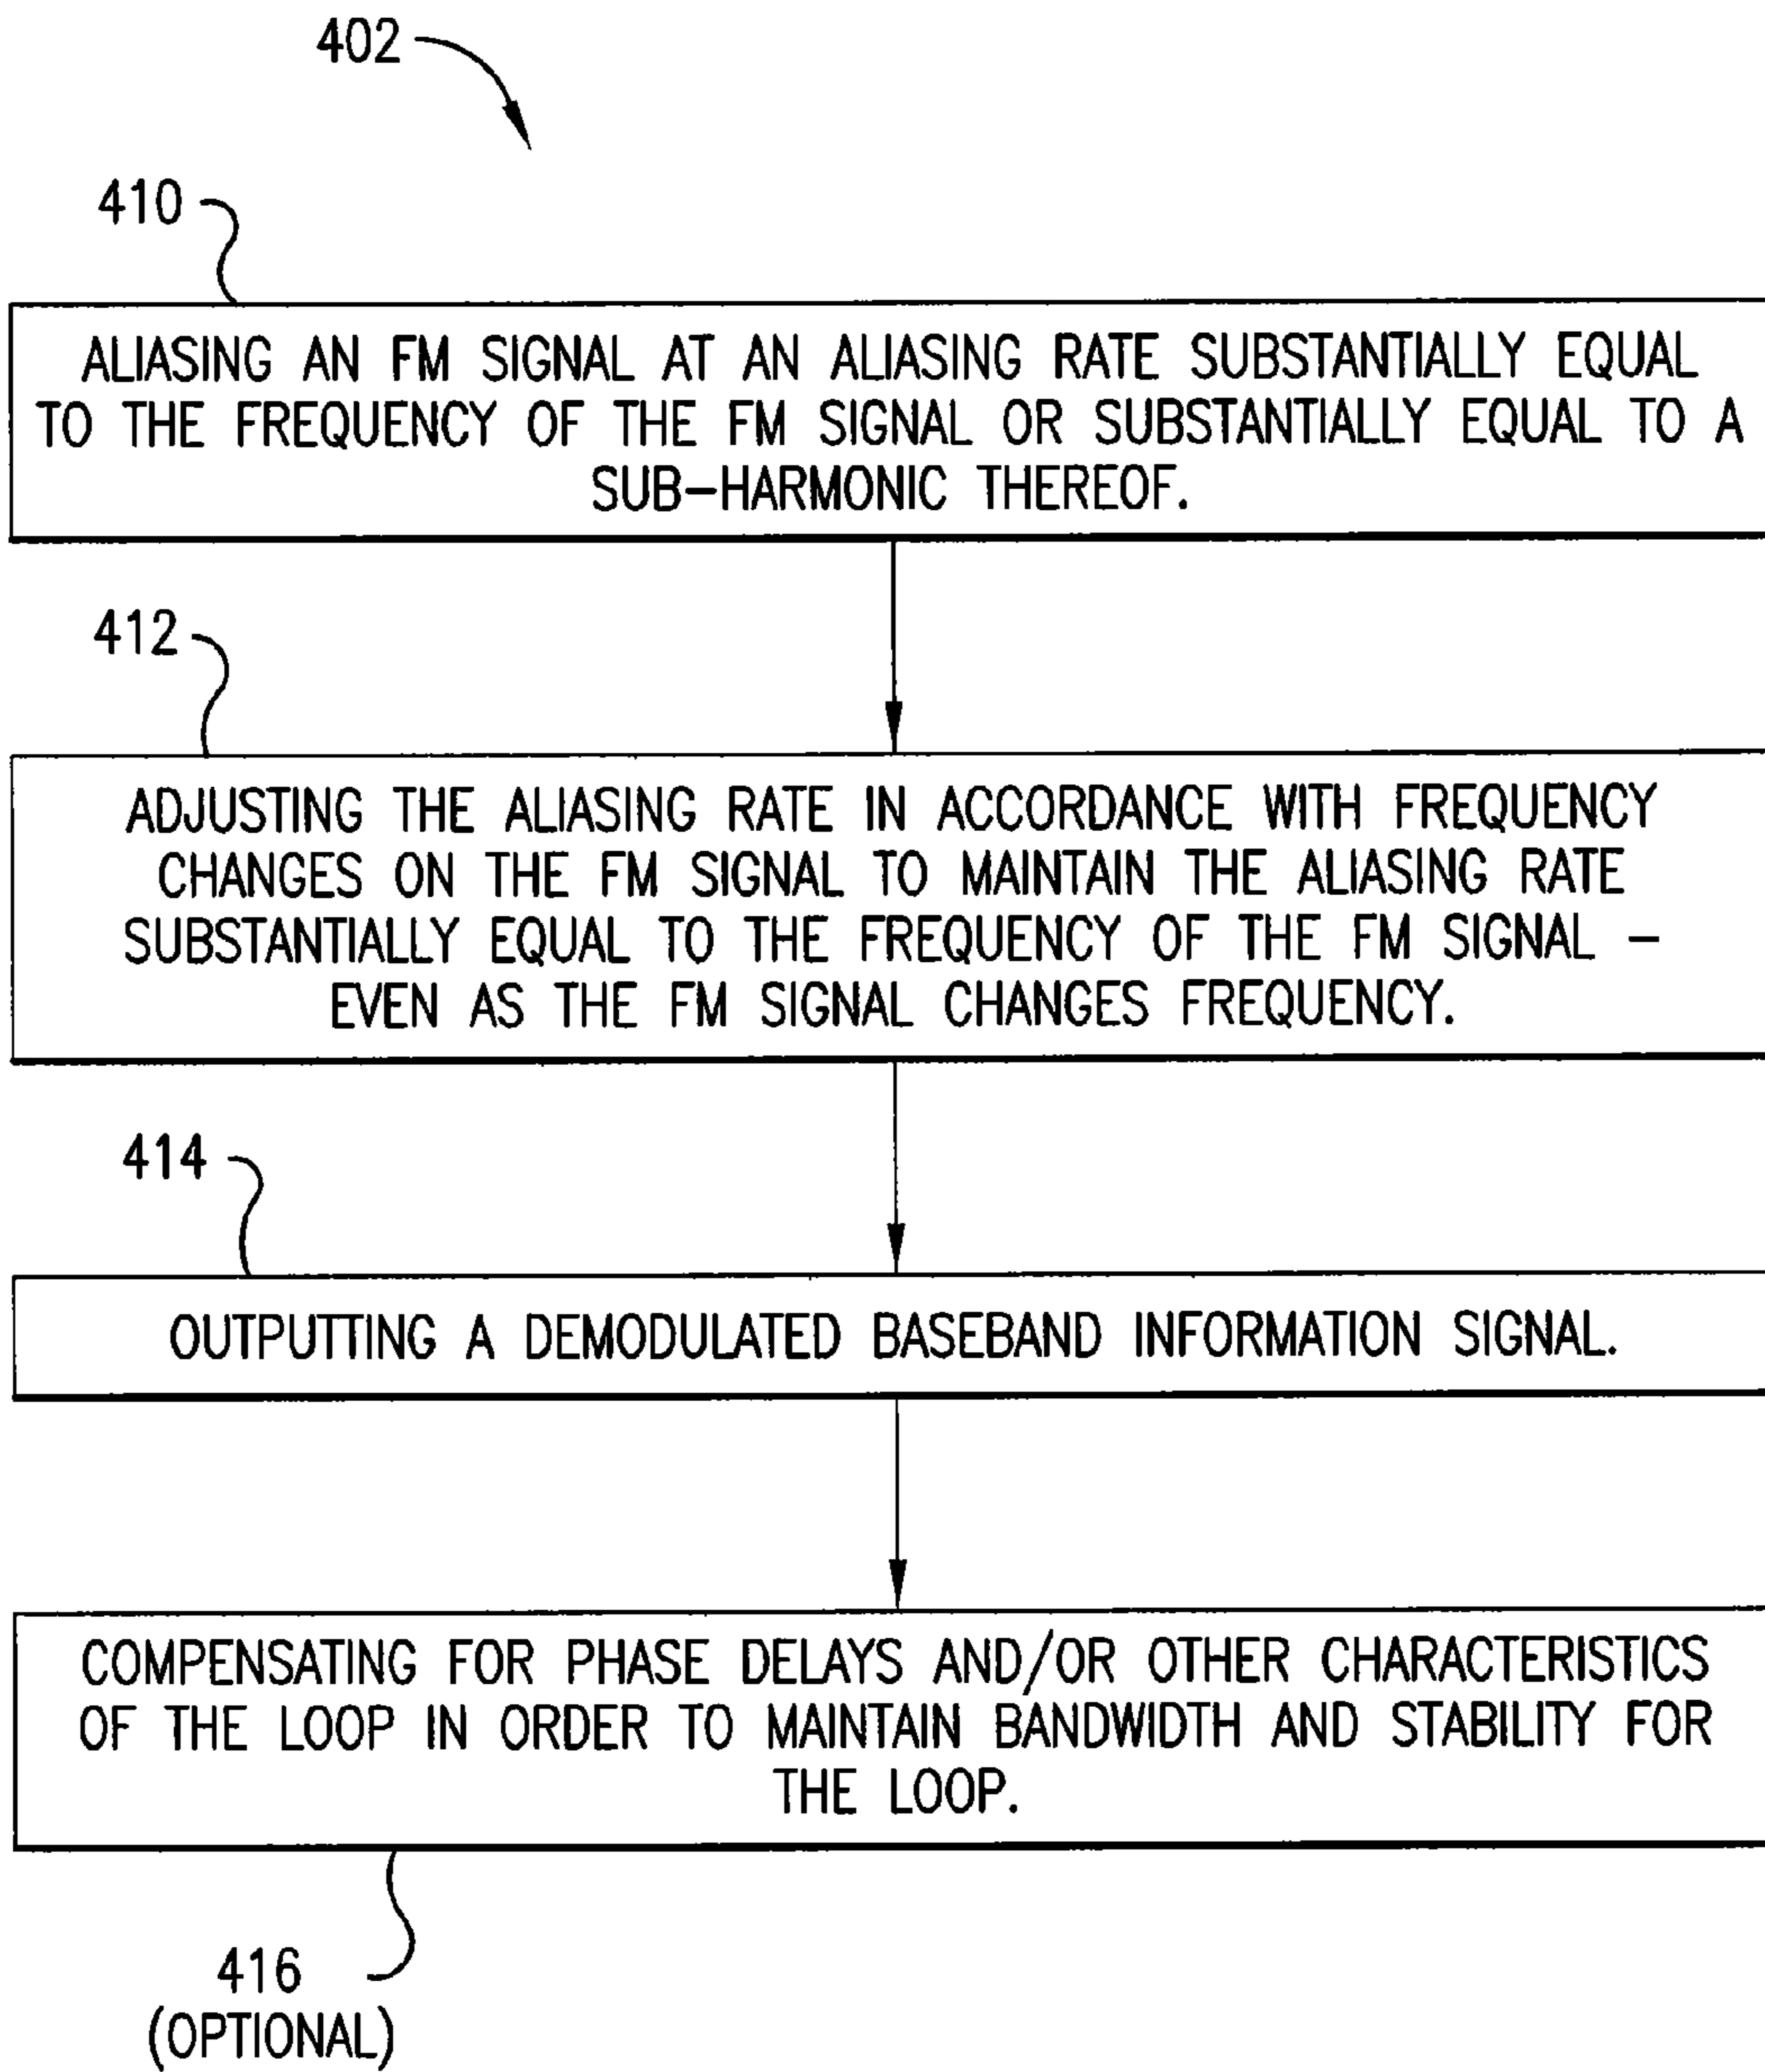 402
410
ALIASING AN FM SIGNAL AT AN ALIASING RATE SUBSTANTIALLY EQUAL
TO THE FREQUENCY OF THE FM SIGNAL OR SUBSTANTIALLY EQUAL TO A
SUB-HARMONIC THEREOF.
412
ADJUSTING THE ALIASING RATE IN ACCORDANCE WITH FREQUENCY
CHANGES ON THE FM SIGNAL TO MAINTAIN THE ALIASING RATE
SUBSTANTIALLY EQUAL TO THE FREQUENCY OF THE FM SIGNAL –
EVEN AS THE FM SIGNAL CHANGES FREQUENCY.
414
OUTPUTTING A DEMODULATED BASEBAND INFORMATION SIGNAL.
COMPENSATING FOR PHASE DELAYS AND/OR OTHER CHARACTERISTICS
OF THE LOOP IN ORDER TO MAINTAIN BANDWIDTH AND STABILITY FOR
THE LOOP.
416
(OPTIONAL)